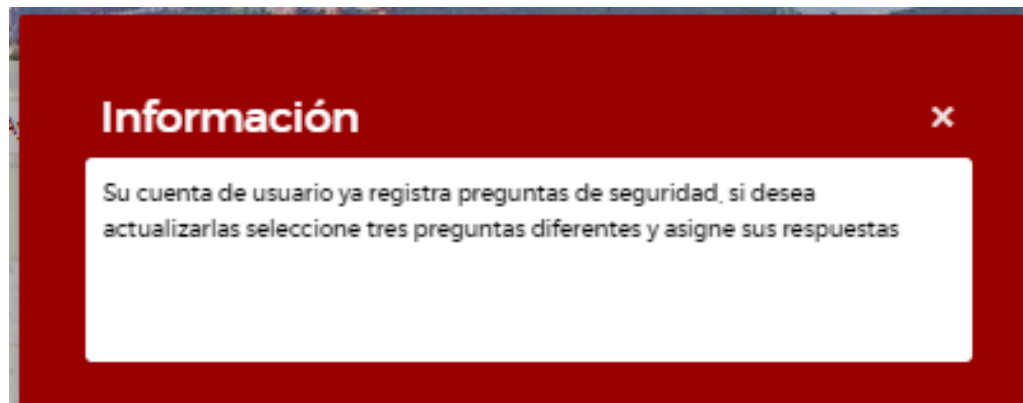 Información
×
Su cuenta de usuario ya registra preguntas de seguridad, si desea
actualizarlas seleccione tres preguntas diferentes y asigne sus respuestas